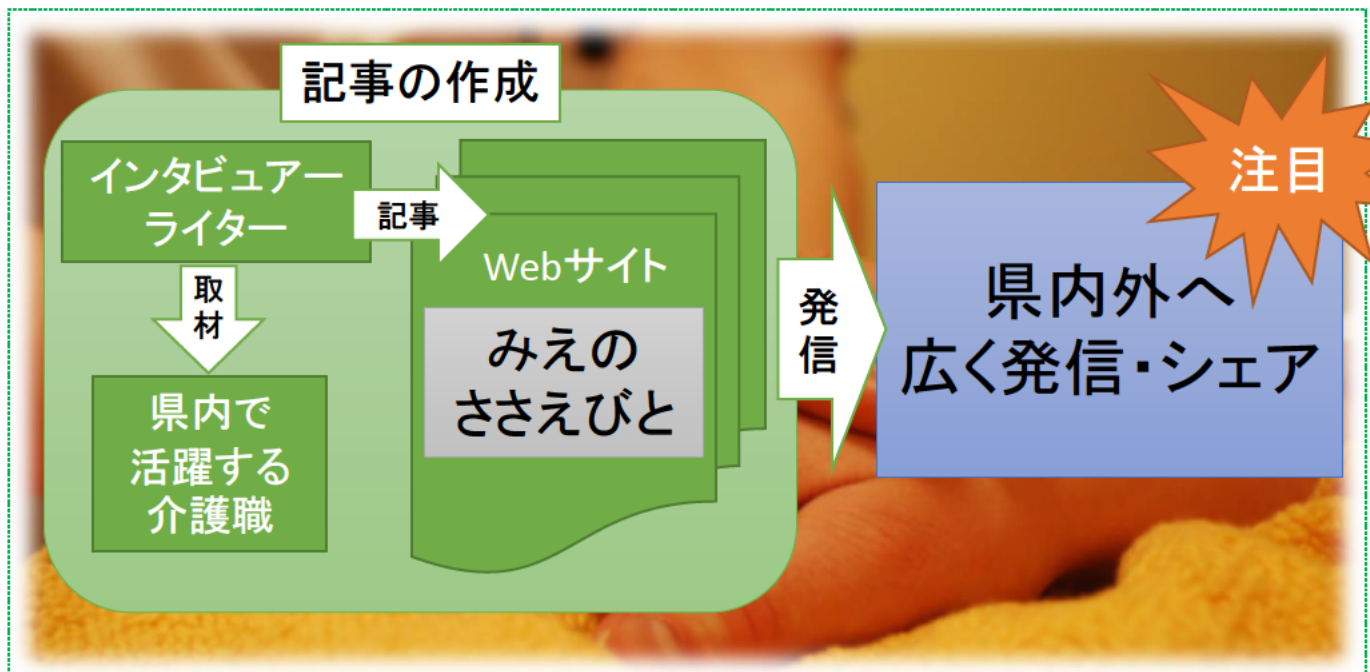 記事の作成
インタビュアー
ライター
記事
取
材
県内で
活躍する
介護職
Webサイト
みえの
ささえびと
発
信
注目
県内外へ
広く発信・シェア